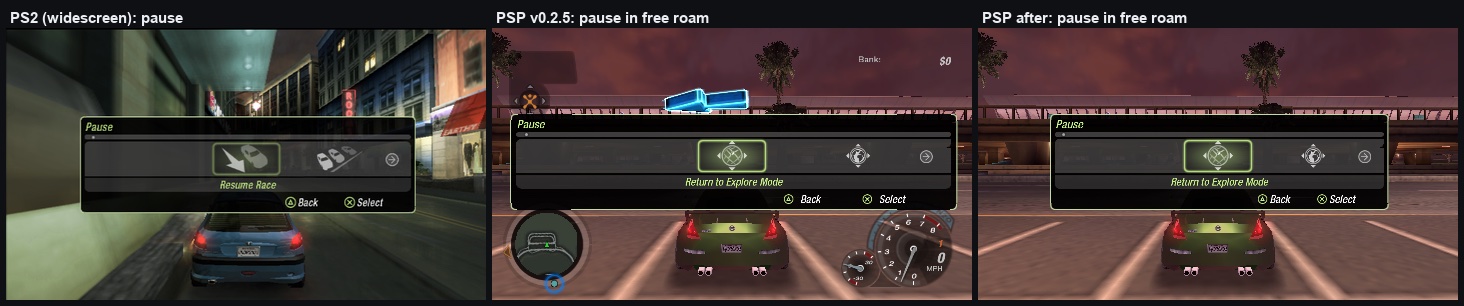 PS2 (widescreen): pause
Pause
Resume Race
Back
Select
PSP v0.2.5: pause in free roam
Bank: $0
Pause
Return to Explore Mode
Back
Select
0
MPH
PSP after: pause in free roam
Pause
Return to Explore Mode
Back
Select